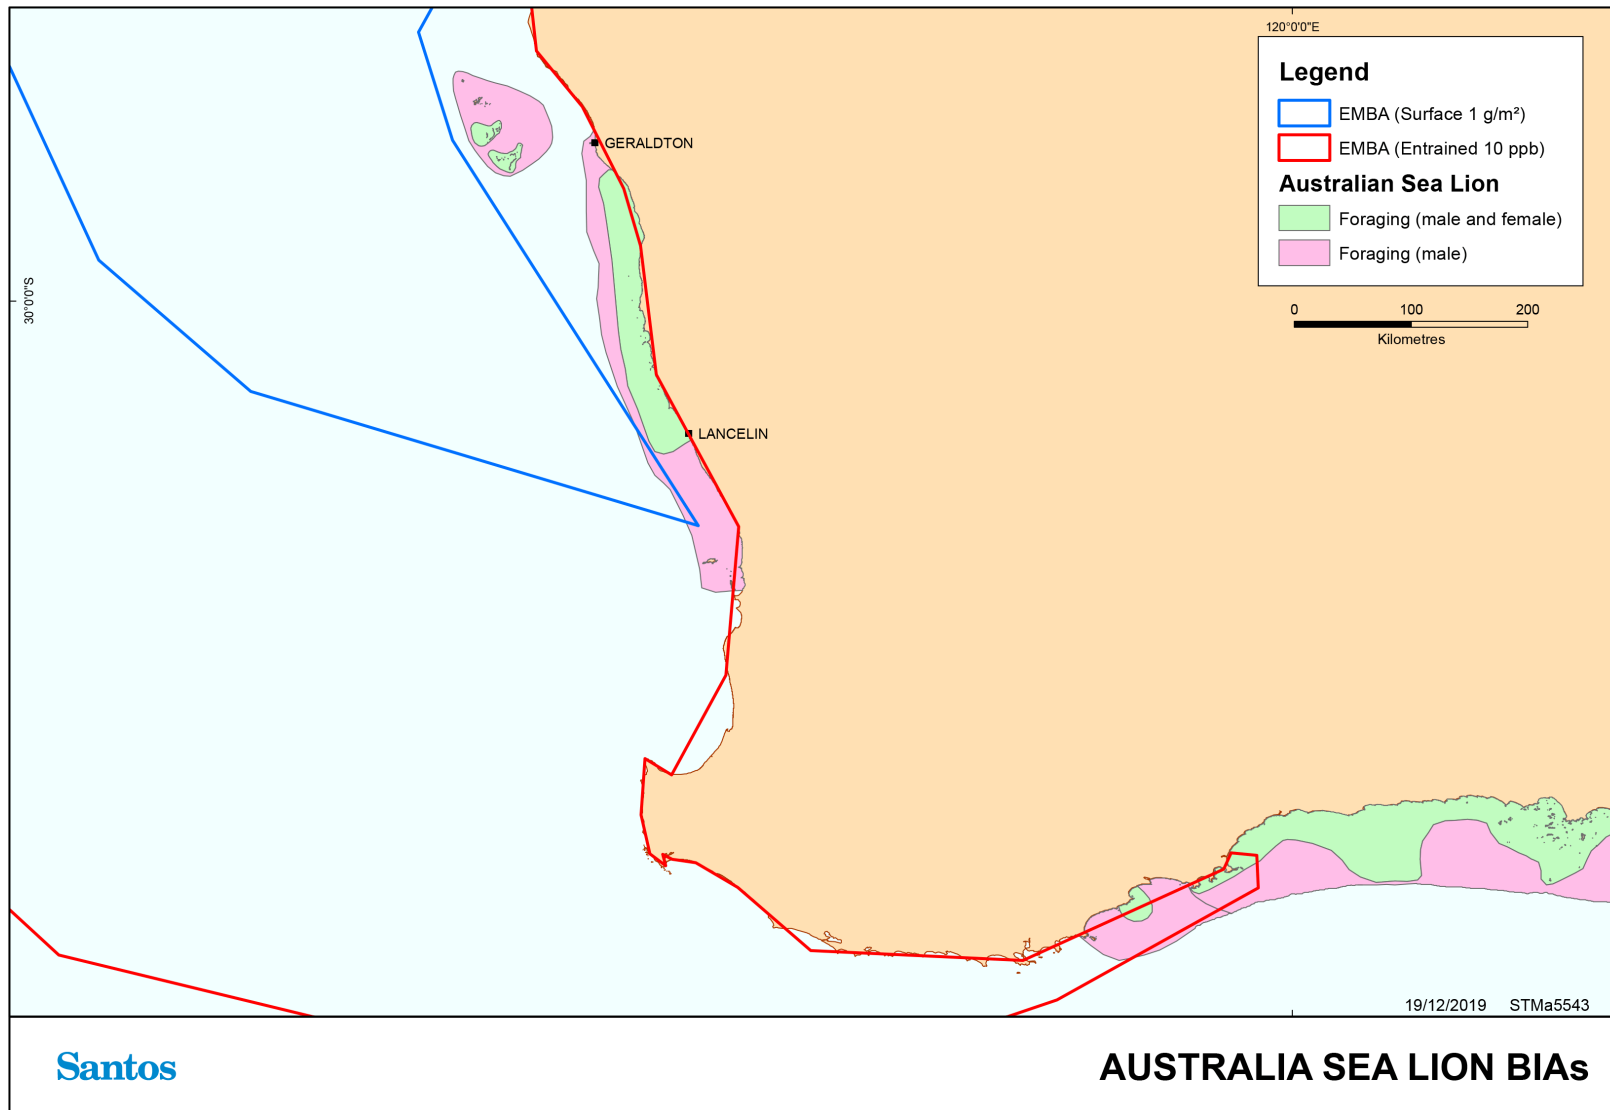 120°0'0"E
Legend
EMBA (Surface 1 g/m²)
EMBA (Entrained 10 ppb)
Australian Sea Lion
Foraging (male and female)
Foraging (male)
0 100 200
Kilometres
GERALDTON
30°0'0"S
LANCELIN
19/12/2019 STMa5543
Santos
AUSTRALIA SEA LION BIAs